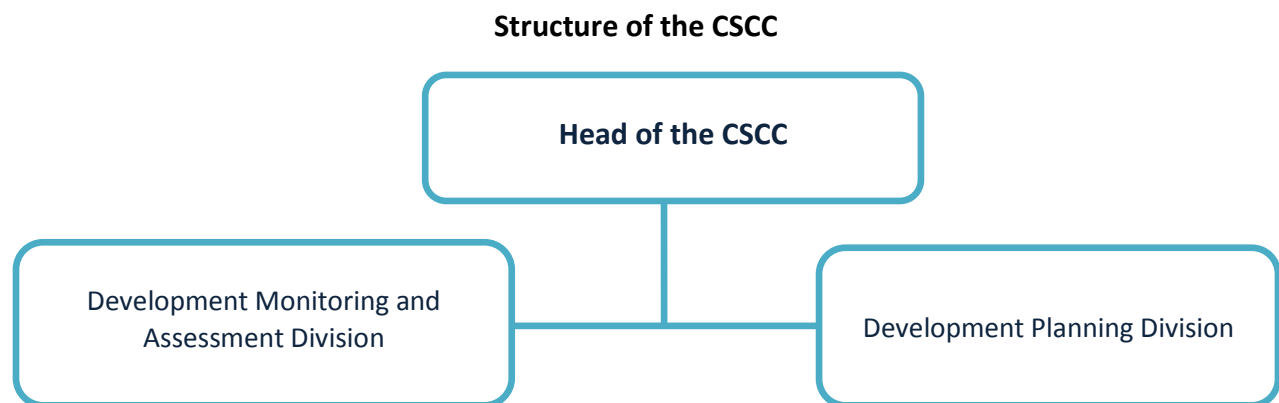 Structure of the CSCC
Head of the CSCC
Development Monitoring and
Assessment Division
Development Planning Division